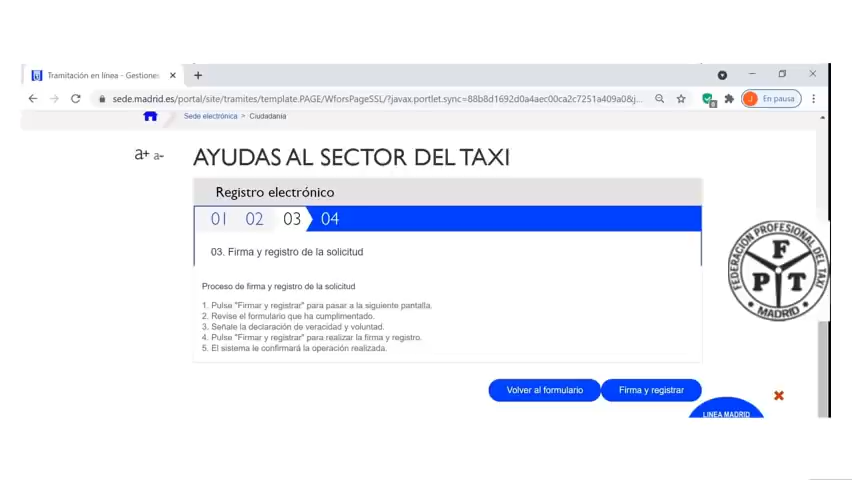 Tramitación en línea - Gestiones
sede.madrid.es/portal/site/tramites/template.PAGE/WforsPageSSL/?javax.portlet.sync=88b8d1692d0a4aec00ca2c7251a409a0&j...
J En pausa
Sede electrónica > Ciudadanía
a+ a-
AYUDAS AL SECTOR DEL TAXI
Registro electrónico
01 02 03 04
03. Firma y registro de la solicitud
Proceso de firma y registro de la solicitud
1. Pulse "Firmar y registrar" para pasar a la siguiente pantalla.
2. Revise el formulario que ha cumplimentado.
3. Señale la declaración de veracidad y voluntad.
4. Pulse "Firmar y registrar" para realizar la firma y registro.
5. El sistema le confirmará la operación realizada.
Volver al formulario
Firma y registrar
LINEA MADRID
FEDERACIÓN PROFESIONAL DEL TAXI
F
P T
MADRID